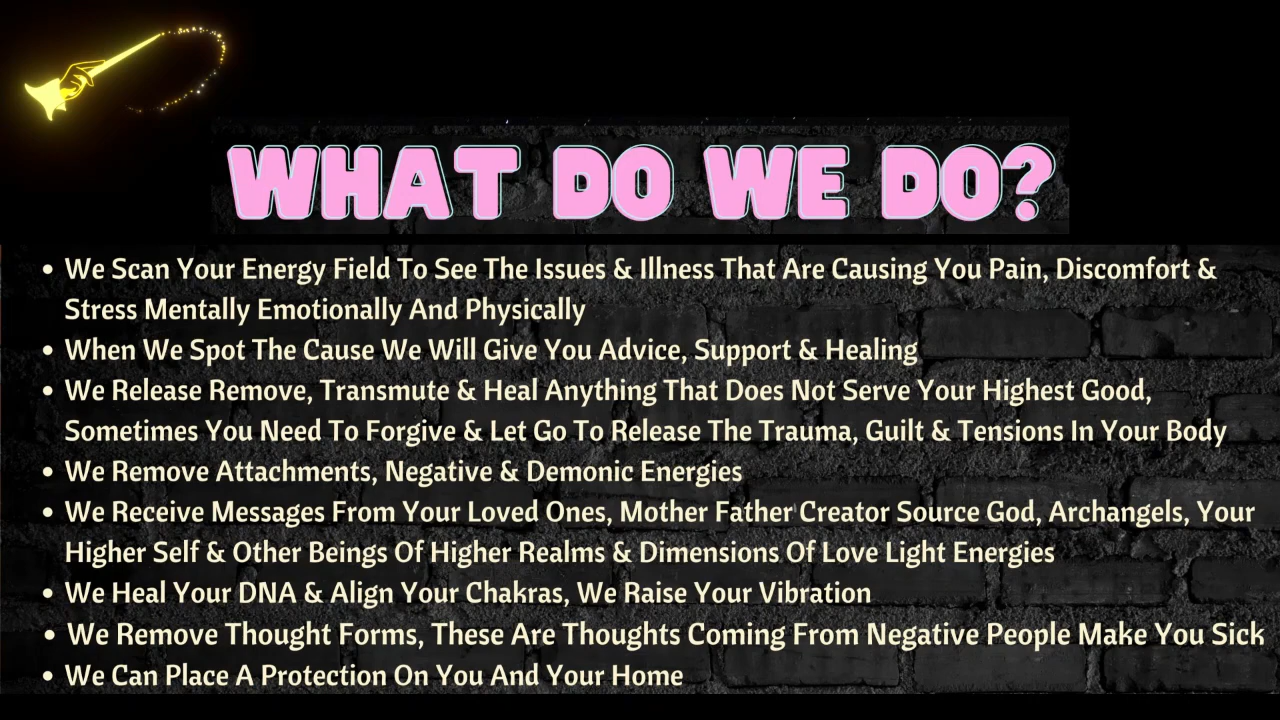 WHAT DO WE DO?
• We Scan Your Energy Field To See The Issues & Illness That Are Causing You Pain, Discomfort &
Stress Mentally Emotionally And Physically
• When We Spot The Cause We Will Give You Advice, Support & Healing
• We Release Remove, Transmute & Heal Anything That Does Not Serve Your Highest Good,
Sometimes You Need To Forgive & Let Go To Release The Trauma, Guilt & Tensions In Your Body
• We Remove Attachments, Negative & Demonic Energies
• We Receive Messages From Your Loved Ones, Mother Father Creator Source God, Archangels, Your
Higher Self & Other Beings Of Higher Realms & Dimensions Of Love Light Energies
• We Heal Your DNA & Align Your Chakras, We Raise Your Vibration
• We Remove Thought Forms, These Are Thoughts Coming From Negative People Make You Sick
• We Can Place A Protection On You And Your Home